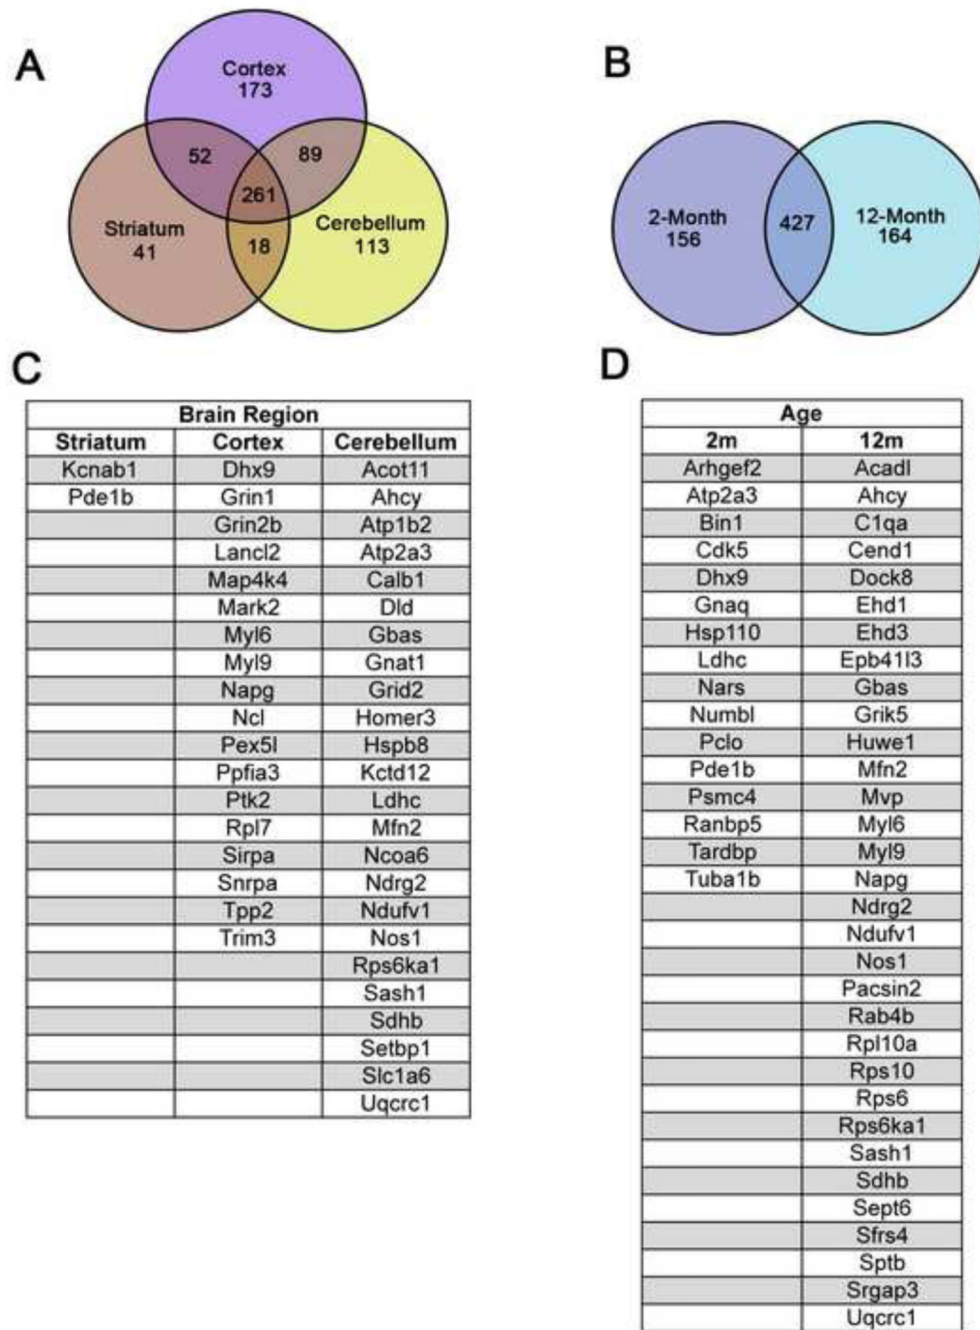 A
Cortex
173
52
89
261
Striatum
41
18
Cerebellum
113
B
2-Month
156
427
12-Month
164
C
Brain Region
Striatum Cortex Cerebellum
Kcnab1 Dhx9 Acot11
Pde1b Grin1 Ahcy
Grin2b Atp1b2
Lancl2 Atp2a3
Map4k4 Calb1
Mark2 Dld
Myl6 Gbas
Myl9 Gnat1
Napg Grid2
Ncl Homer3
Pex5l Hspb8
Ppfia3 Kctd12
Ptk2 Ldhc
Rpl7 Mfn2
Sirpa Ncoa6
Snrpa Ndrg2
Tpp2 Ndufv1
Trim3 Nos1
Rps6ka1
Sash1
Sdhb
Setbp1
Slc1a6
Uqcrc1
D
Age
2m 12m
Arhgef2 Acadl
Atp2a3 Ahcy
Bin1 C1qa
Cdk5 Cend1
Dhx9 Dock8
Gnaq Ehd1
Hsp110 Ehd3
Ldhc Epb41l3
Nars Gbas
Numbl Grik5
Pclo Huwe1
Pde1b Mfn2
Psmc4 Mvp
Ranbp5 Myl6
Tardbp Myl9
Tuba1b Napg
Ndrg2
Ndufv1
Nos1
Pacsin2
Rab4b
Rpl10a
Rps10
Rps6
Rps6ka1
Sash1
Sdhb
Sept6
Sfrs4
Sptb
Srgap3
Uqcrc1